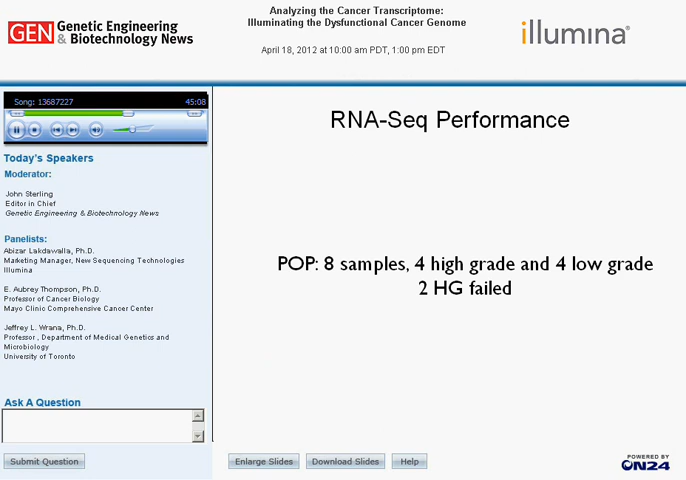 GEN Genetic Engineering
& Biotechnology News
Analyzing the Cancer Transcriptome:
Illuminating the Dysfunctional Cancer Genome
April 18, 2012 at 10:00 am PDT, 1:00 pm EDT
illumina®
Song: 13687227
45:08
Today's Speakers
Moderator:
John Sterling
Editor in Chief
Genetic Engineering & Biotechnology News
Panelists:
Abizar Lakdawalla, Ph.D.
Marketing Manager, New Sequencing Technologies
Illumina
E. Aubrey Thompson, Ph.D.
Professor of Cancer Biology
Mayo Clinic Comprehensive Cancer Center
Jeffrey L. Wrana, Ph.D.
Professor , Department of Medical Genetics and
Microbiology
University of Toronto
Ask A Question
Submit Question
RNA-Seq Performance
POP: 8 samples, 4 high grade and 4 low grade
2 HG failed
Enlarge Slides
Download Slides
Help
POWERED BY
ON24